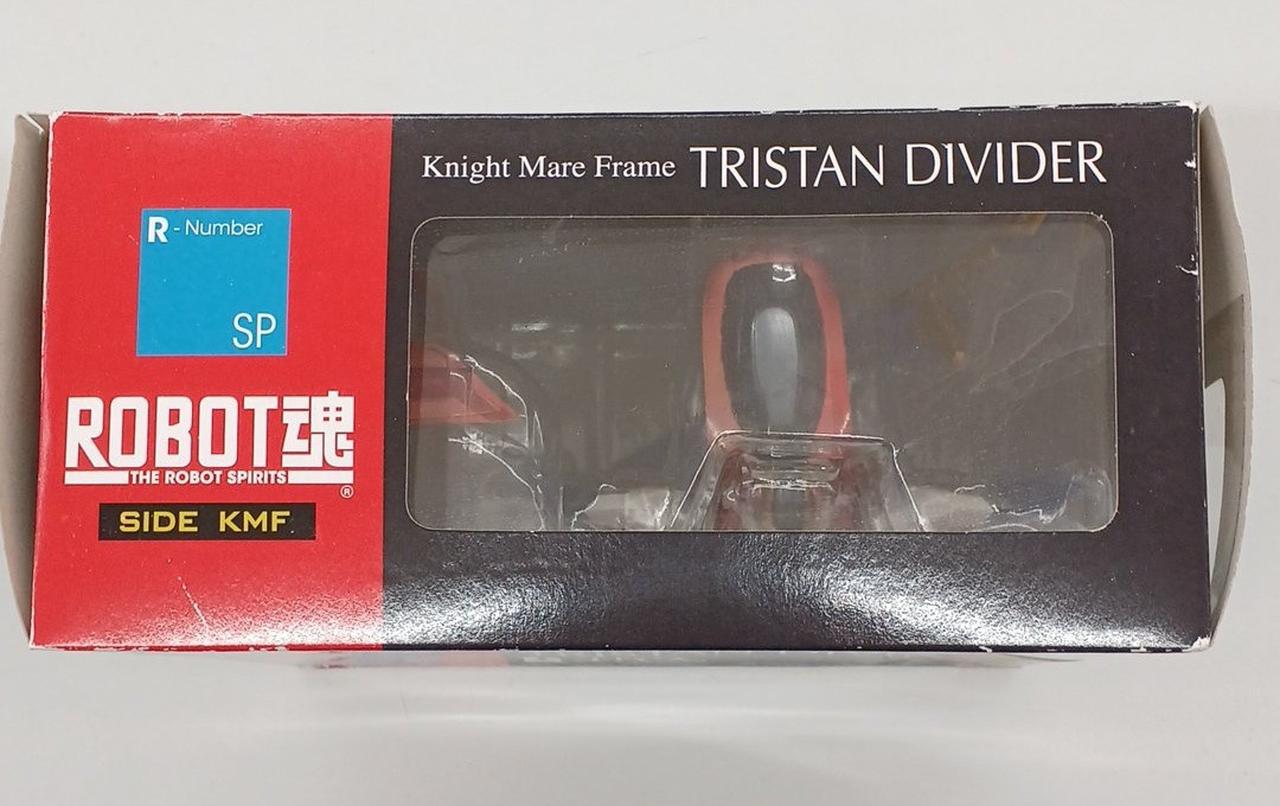 Knight Mare Frame TRISTAN DIVIDER
R - Number
SP
ROBOT魂
THE ROBOT SPIRITS
®
SIDE KMF